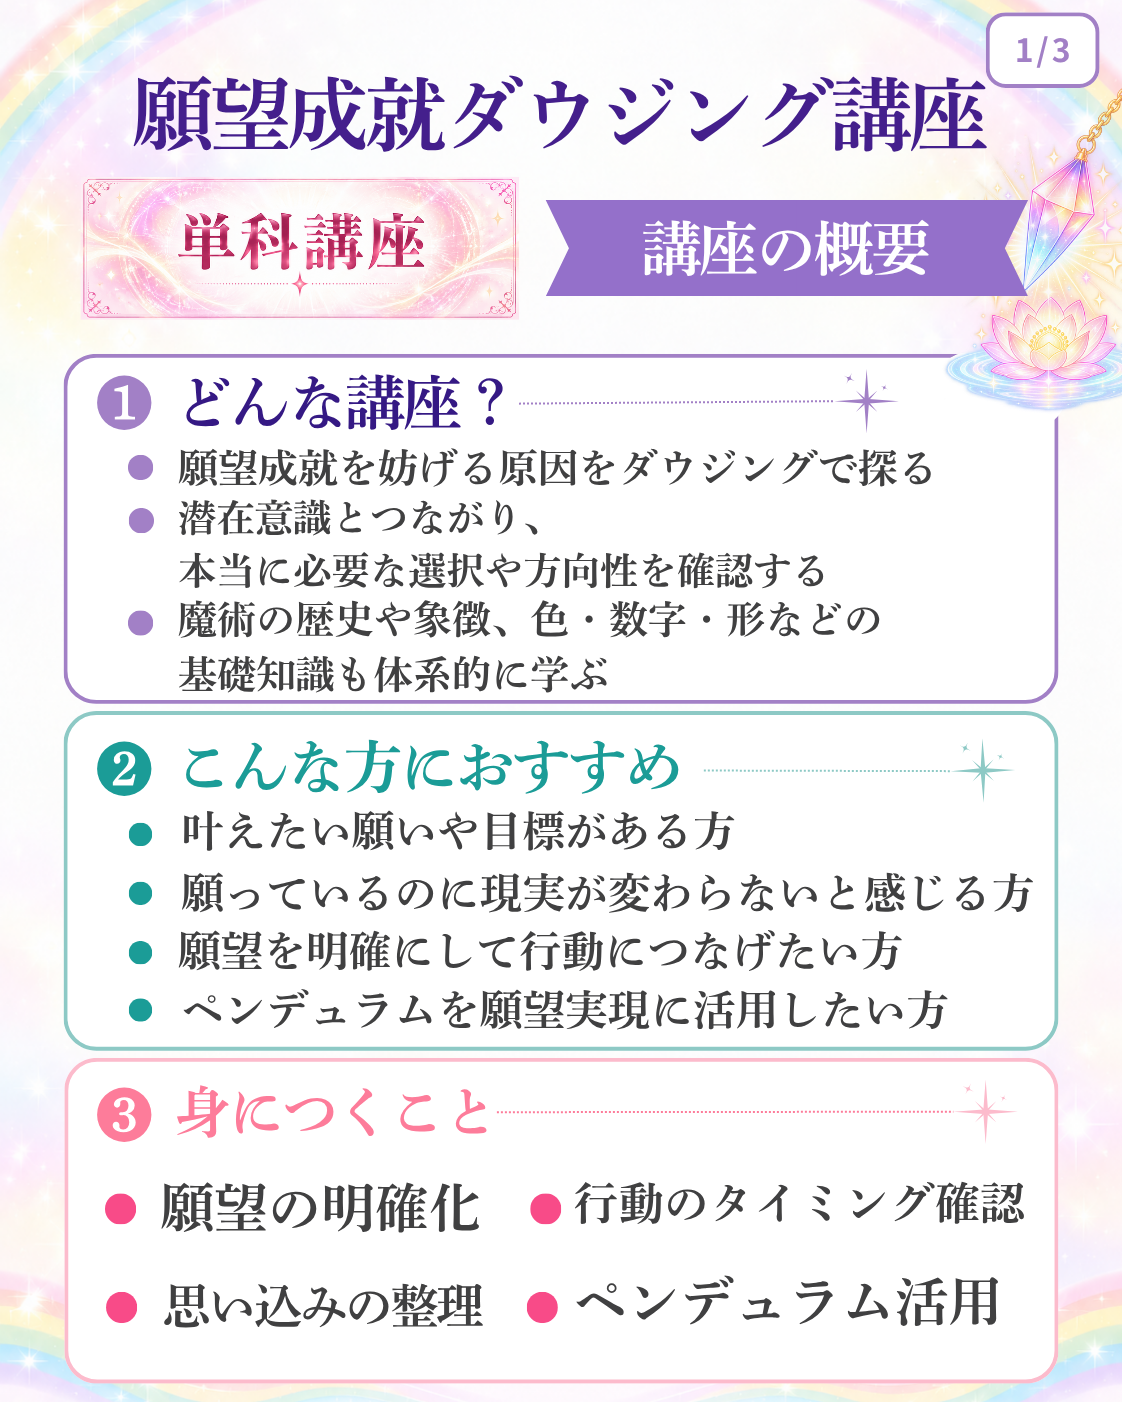 1/3
願望成就ダウジング講座
単科講座
講座の概要
1 どんな講座？
● 願望成就を妨げる原因をダウジングで探る
● 潜在意識とつながり、
本当に必要な選択や方向性を確認する
● 魔術の歴史や象徴、色・数字・形などの
基礎知識も体系的に学ぶ
2 こんな方におすすめ
● 叶えたい願いや目標がある方
● 願っているのに現実が変わらないと感じる方
● 願望を明確にして行動につなげたい方
● ペンデュラムを願望実現に活用したい方
3 身につくこと
● 願望の明確化
● 行動のタイミング確認
● 思い込みの整理
● ペンデュラム活用